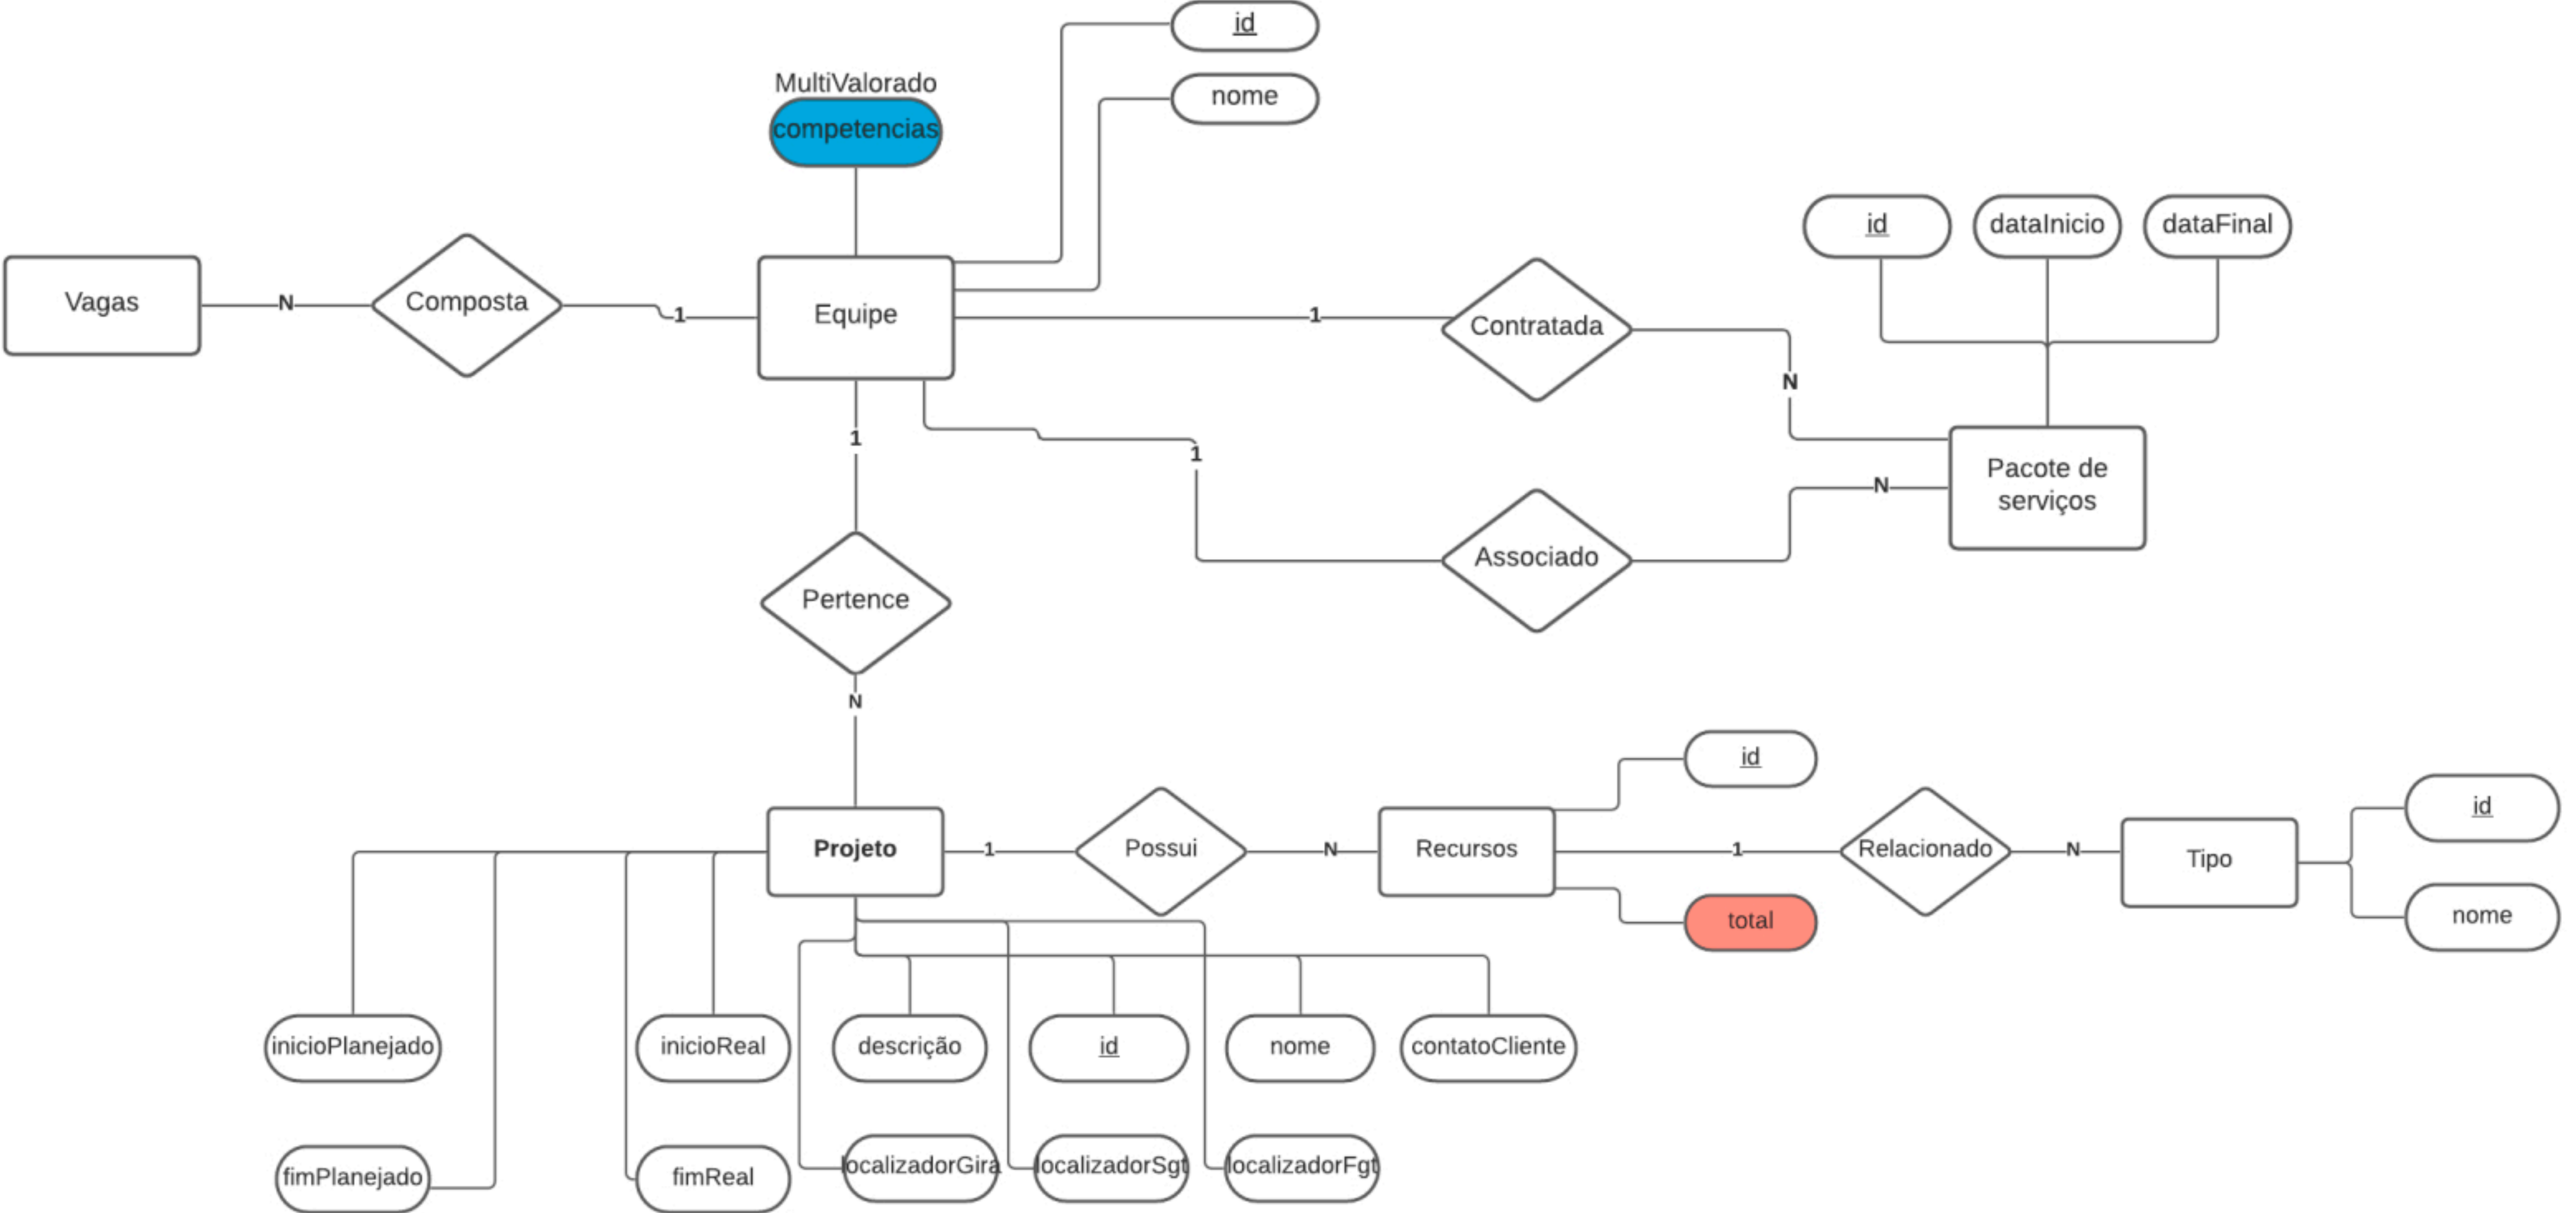 id
MultiValorado
nome
competencias
id
dataInicio
dataFinal
Vagas
N
Composta
1
Equipe
1
Contratada
N
1
1
Pacote de
serviços
N
Associado
Pertence
N
id
id
Projeto
1
Possui
N
Recursos
1
Relacionado
N
Tipo
total
nome
inicioPlanejado
inicioReal
descrição
id
nome
contatoCliente
fimPlanejado
fimReal
localizadorGira
localizadorSgt
localizadorFgt